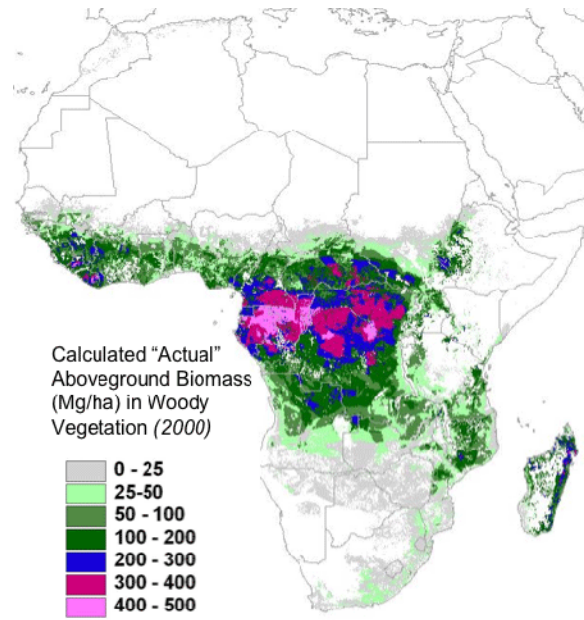 Calculated “Actual”
Aboveground Biomass
(Mg/ha) in Woody
Vegetation (2000)
0 - 25
25-50
50 - 100
100 - 200
200 - 300
300 - 400
400 - 500